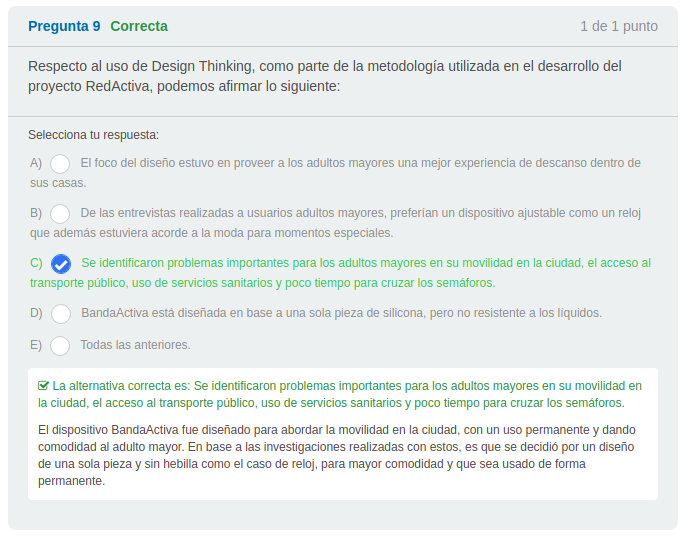 Pregunta 9 Correcta 1 de 1 punto
Respecto al uso de Design Thinking, como parte de la metodología utilizada en el desarrollo del
proyecto RedActiva, podemos afirmar lo siguiente:
Selecciona tu respuesta:
A) El foco del diseño estuvo en proveer a los adultos mayores una mejor experiencia de descanso dentro de
sus casas.
B) De las entrevistas realizadas a usuarios adultos mayores, preferían un dispositivo ajustable como un reloj
que además estuviera acorde a la moda para momentos especiales.
C) Se identificaron problemas importantes para los adultos mayores en su movilidad en la ciudad, el acceso al
transporte público, uso de servicios sanitarios y poco tiempo para cruzar los semáforos.
D) BandaActiva está diseñada en base a una sola pieza de silicona, pero no resistente a los líquidos.
E) Todas las anteriores.
La alternativa correcta es: Se identificaron problemas importantes para los adultos mayores en su movilidad en
la ciudad, el acceso al transporte público, uso de servicios sanitarios y poco tiempo para cruzar los semáforos.
El dispositivo BandaActiva fue diseñado para abordar la movilidad en la ciudad, con un uso permanente y dando
comodidad al adulto mayor. En base a las investigaciones realizadas con estos, es que se decidió por un diseño
de una sola pieza y sin hebilla como el caso de reloj, para mayor comodidad y que sea usado de forma
permanente.